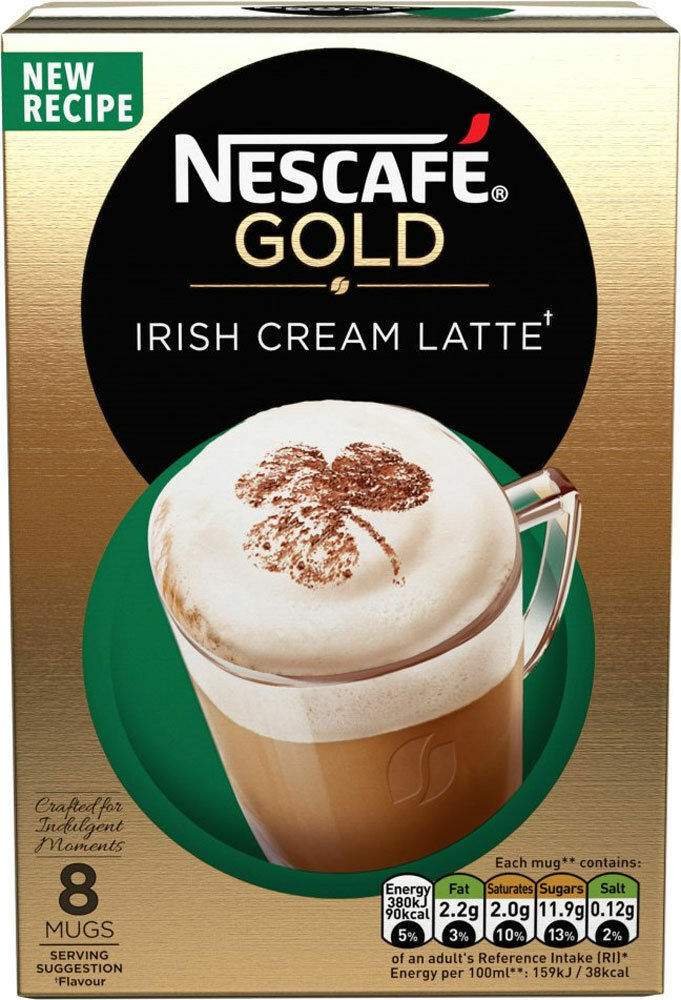 MUGS
NEW
RECIPE
NESCAFÉ®
GOLD
IRISH CREAM LATTE†
Crafted for
Indulgent
Moments
8
MUGS
SERVING
SUGGESTION
†Flavour
Each mug** contains:
Energy 380kJ 90kcal 5%
Fat 2.2g 3%
Saturates 2.0g 10%
Sugars 11.9g 13%
Salt 0.12g 2%
of an adult's Reference Intake (RI)*
Energy per 100ml**: 159kJ / 38kcal